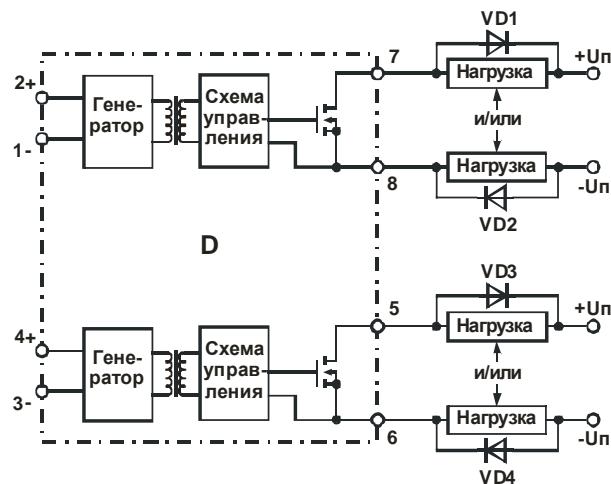 VD1
7
+Uп
2+
Нагрузка
Гене-
ратор
Схема
управ-
ления
и/или
1-
Нагрузка
8
-Uп
VD2
D
VD3
5
+Uп
4+
Нагрузка
Гене-
ратор
Схема
управ-
ления
и/или
3-
Нагрузка
6
-Uп
VD4